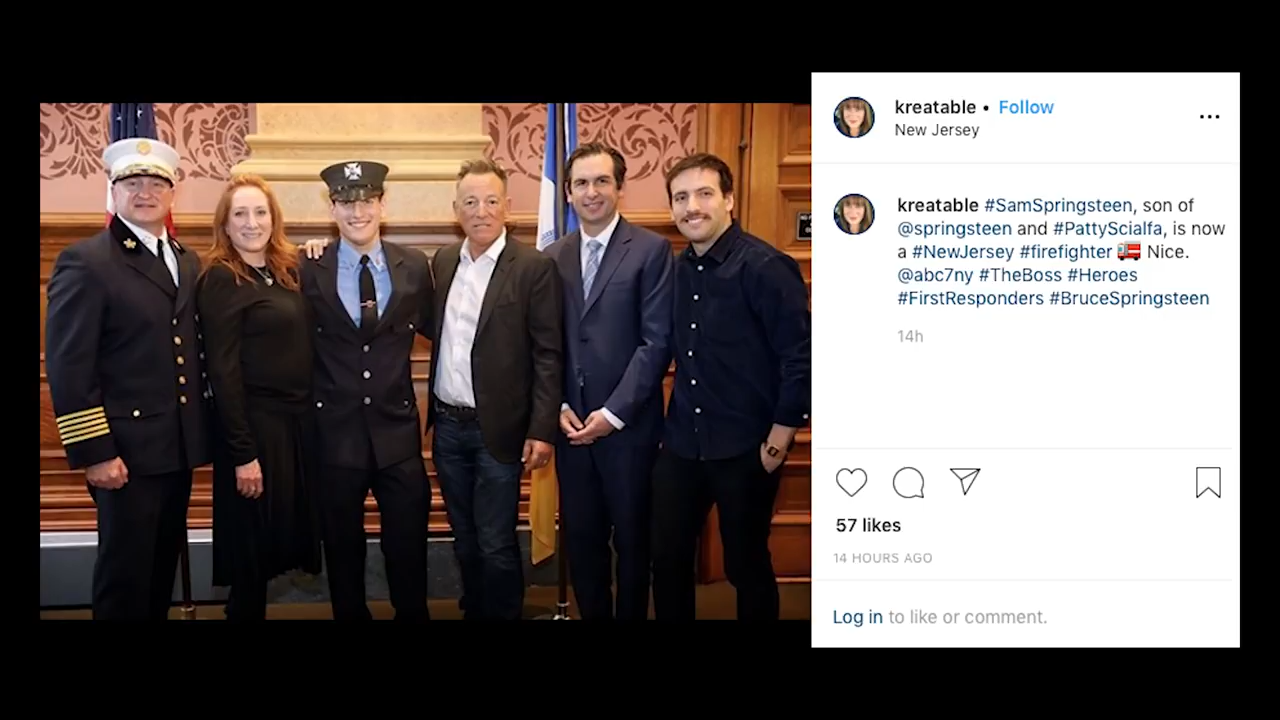 kreatable • Follow
New Jersey
kreatable #SamSpringsteen, son of
@springsteen and #PattyScialfa, is now
a #NewJersey #firefighter 🚒 Nice.
@abc7ny #TheBoss #Heroes
#FirstResponders #BruceSpringsteen
14h
57 likes
14 HOURS AGO
Log in to like or comment.